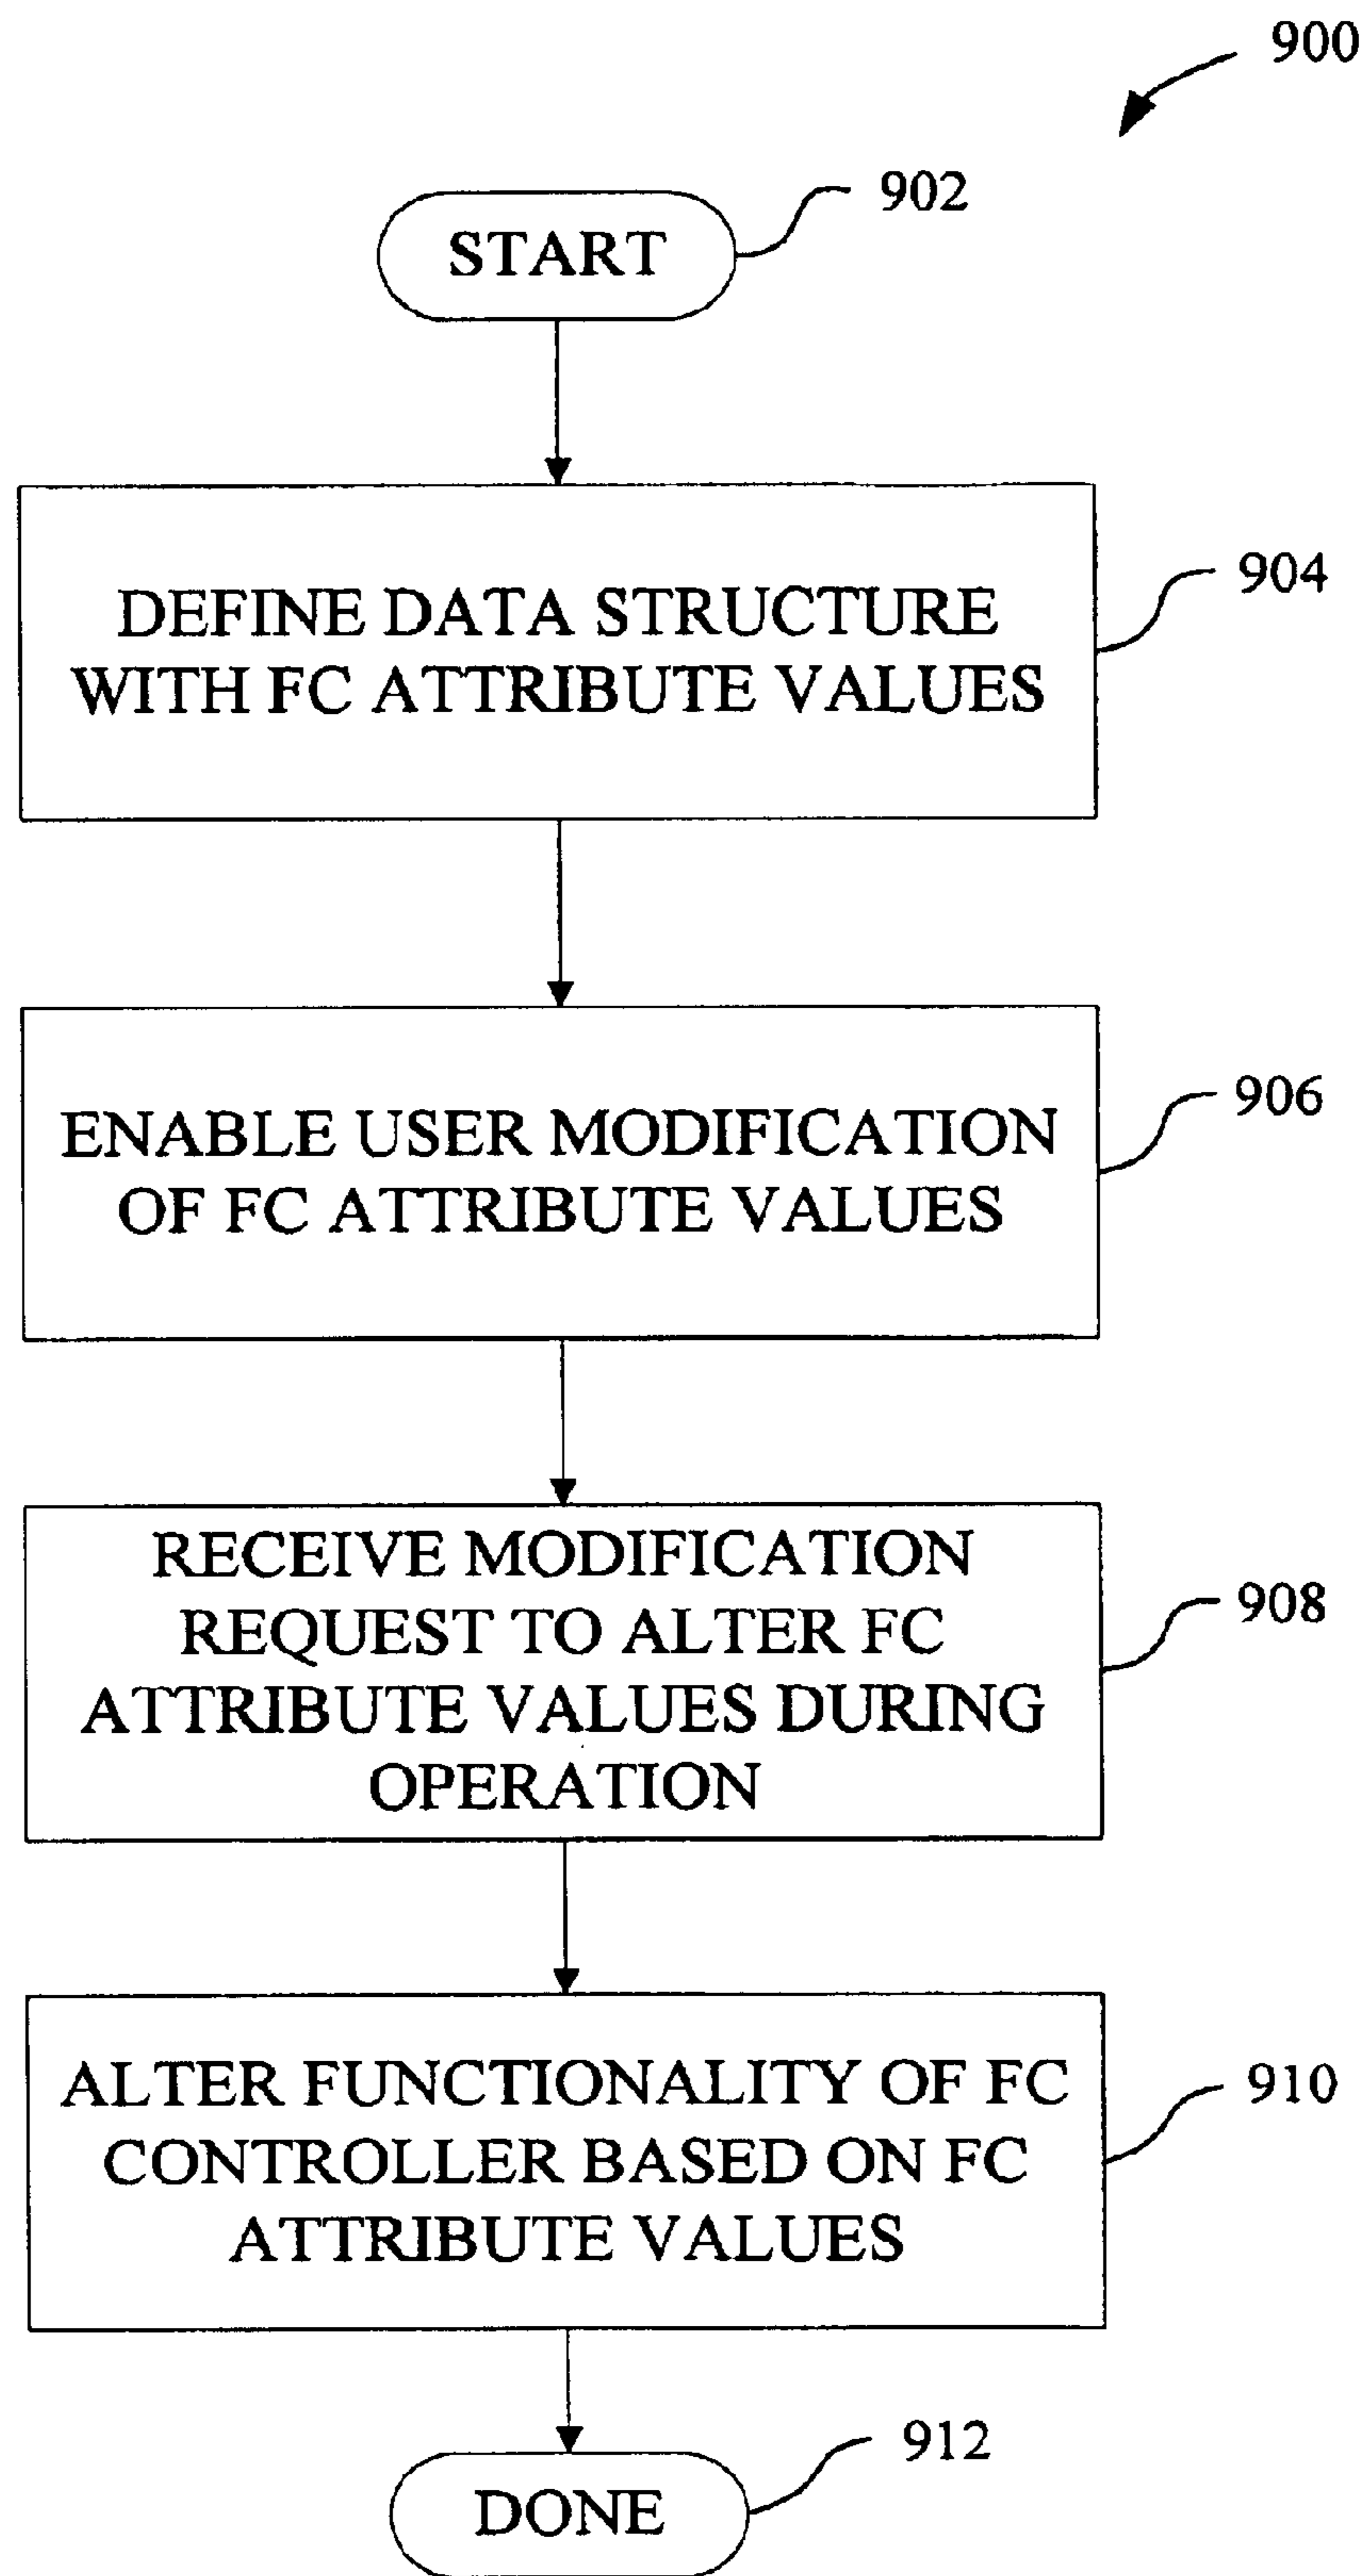 900
START
902
DEFINE DATA STRUCTURE
WITH FC ATTRIBUTE VALUES
904
ENABLE USER MODIFICATION
OF FC ATTRIBUTE VALUES
906
RECEIVE MODIFICATION
REQUEST TO ALTER FC
ATTRIBUTE VALUES DURING
OPERATION
908
ALTER FUNCTIONALITY OF FC
CONTROLLER BASED ON FC
ATTRIBUTE VALUES
910
DONE
912